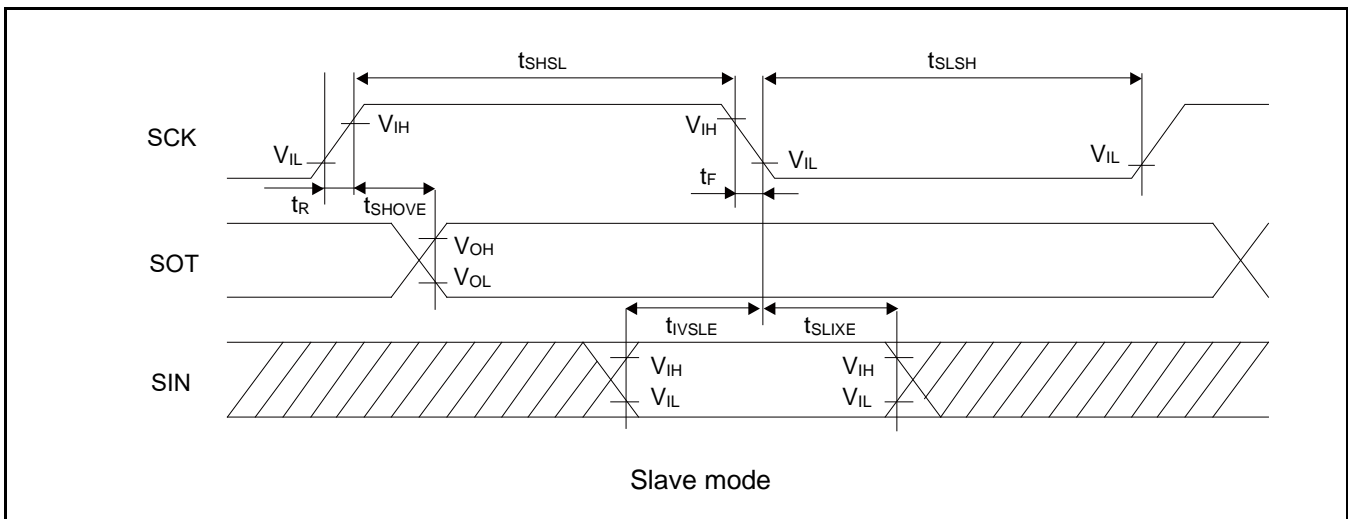 tSHSL
tSLSH
SCK
VIH
VIH
VIL
VIL
VIL
tR
tSHOVE
tF
SOT
VOH
VOL
tIVSLE
tSLIXE
SIN
VIH
VIH
VIL
VIL
Slave mode